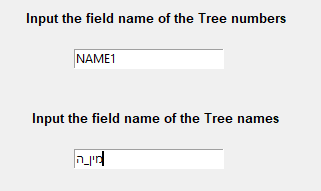 Input the field name of the Tree numbers
NAME1
Input the field name of the Tree names
מין_ה